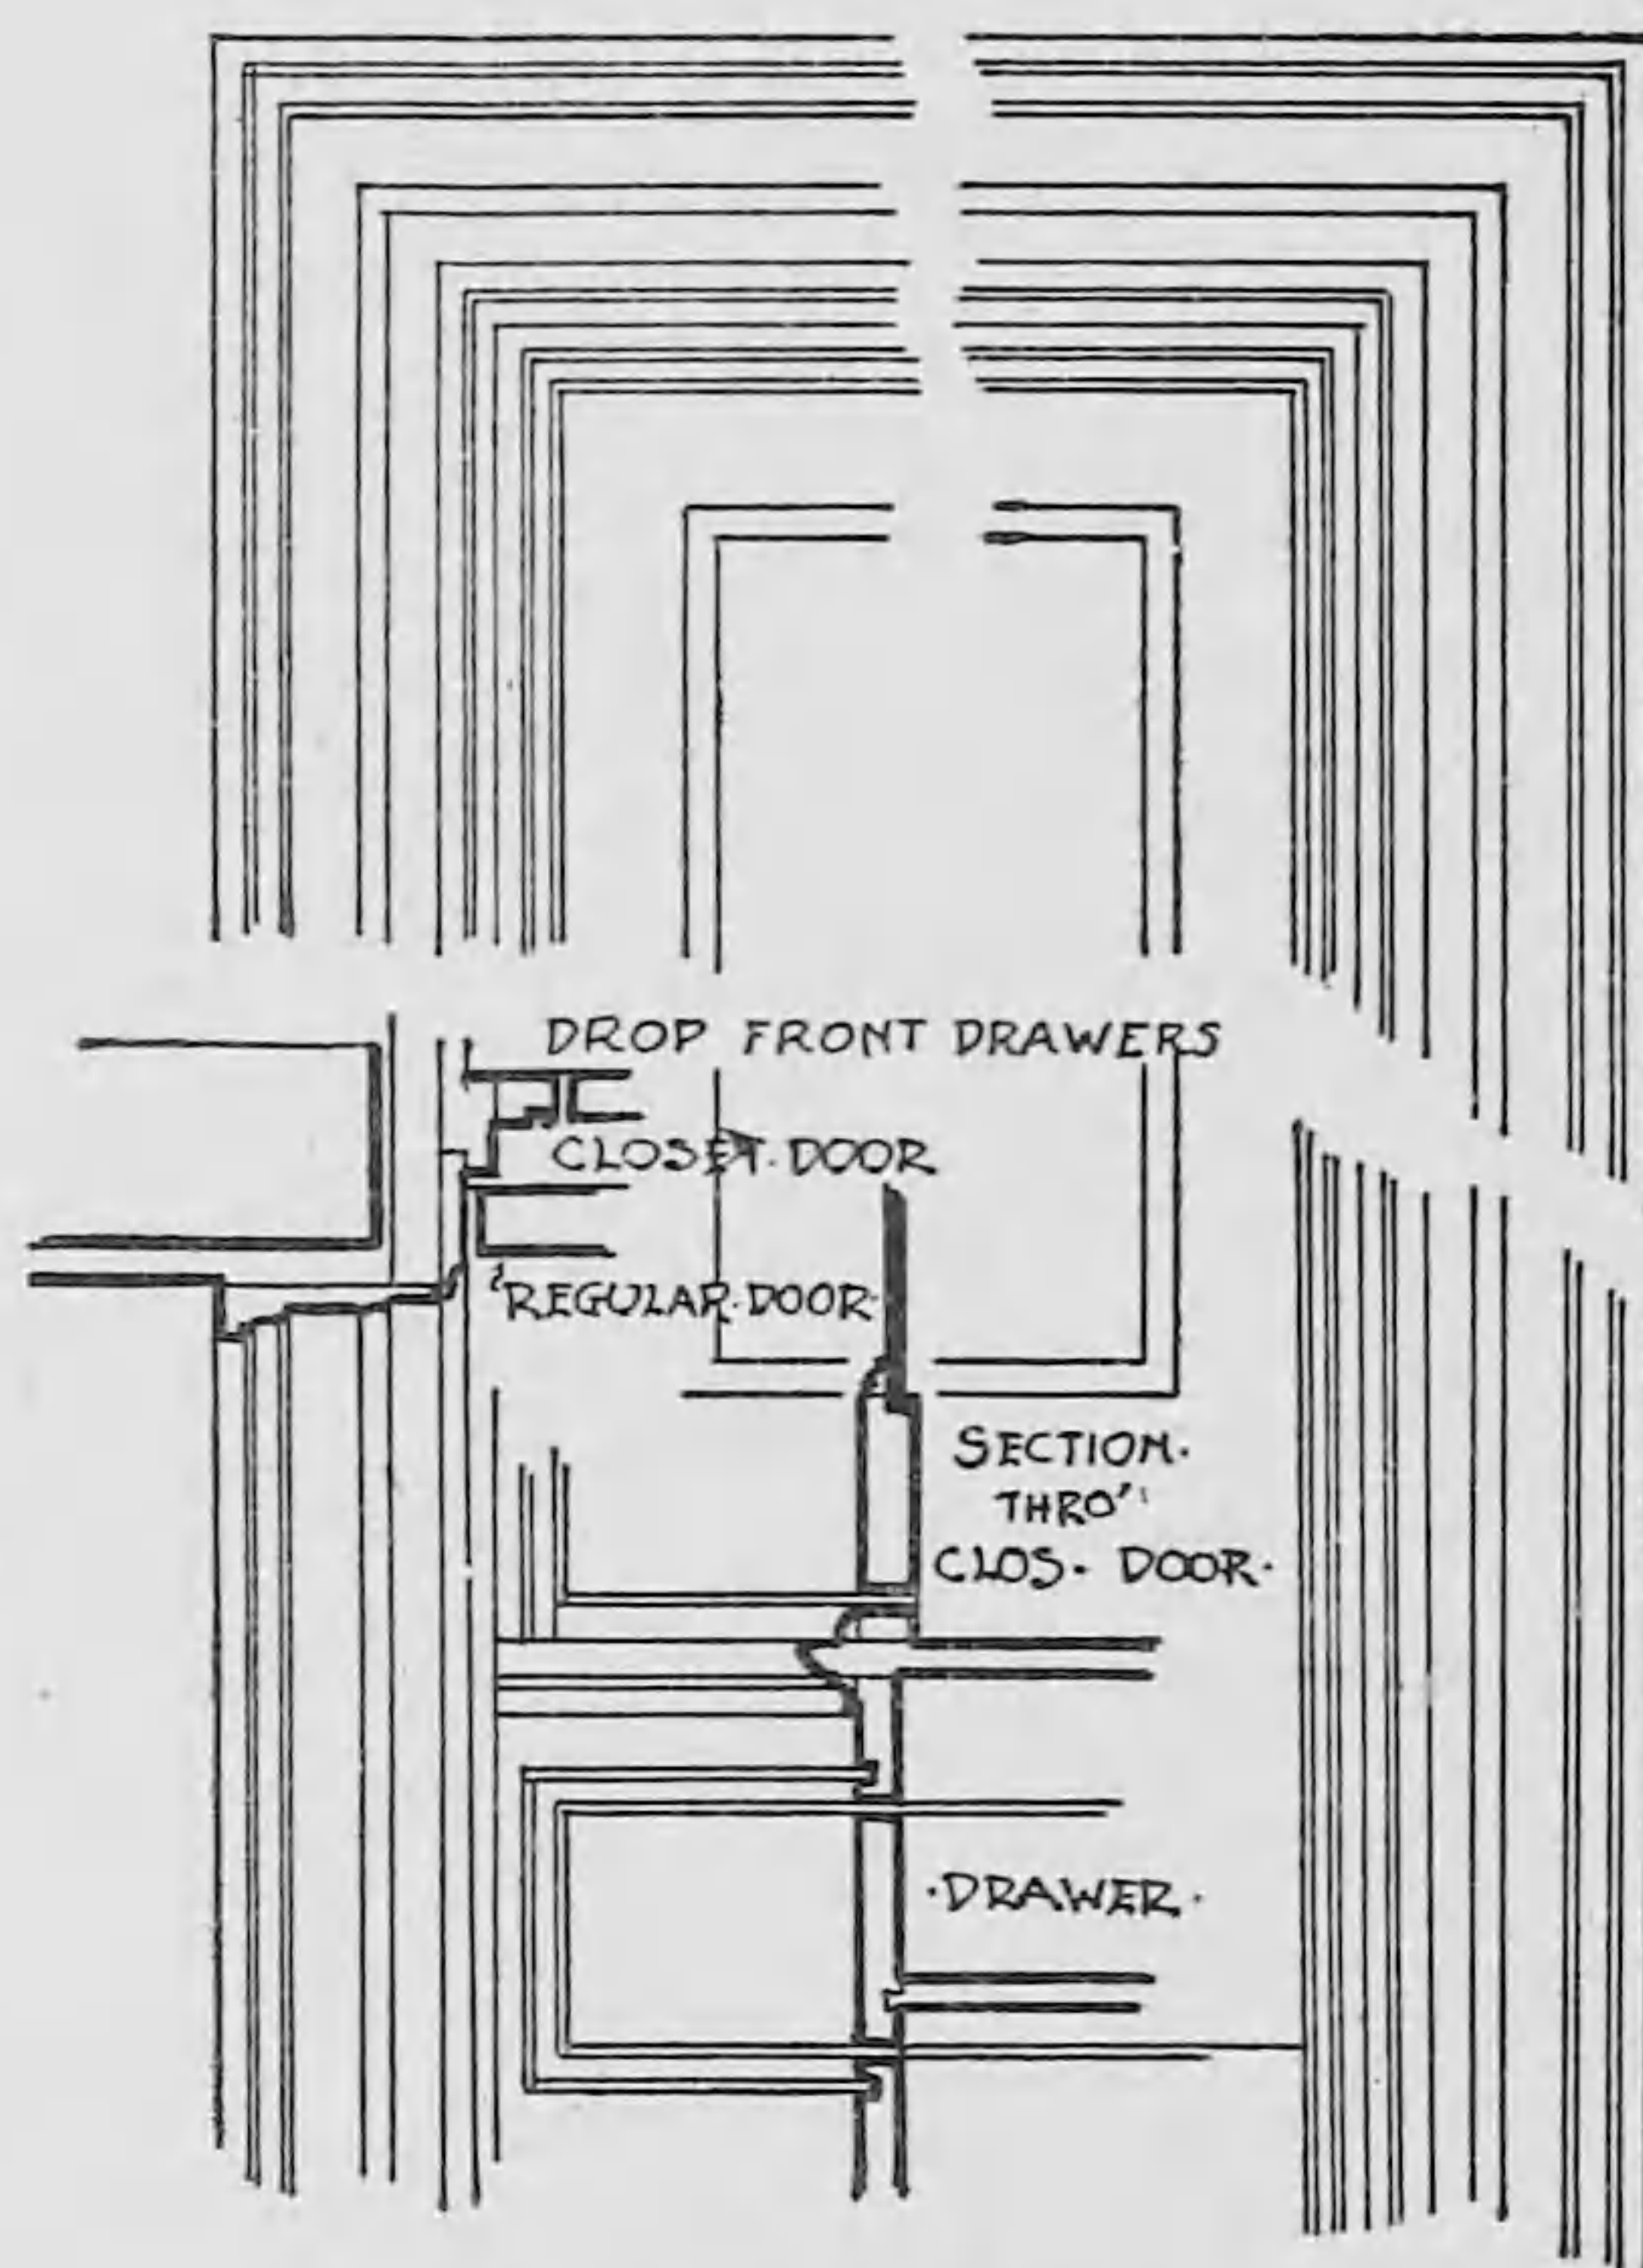 DROP FRONT DRAWERS
CLOSET. DOOR
REGULAR. DOOR.
SECTION.
THRO'
CLOS. DOOR.
.DRAWER.